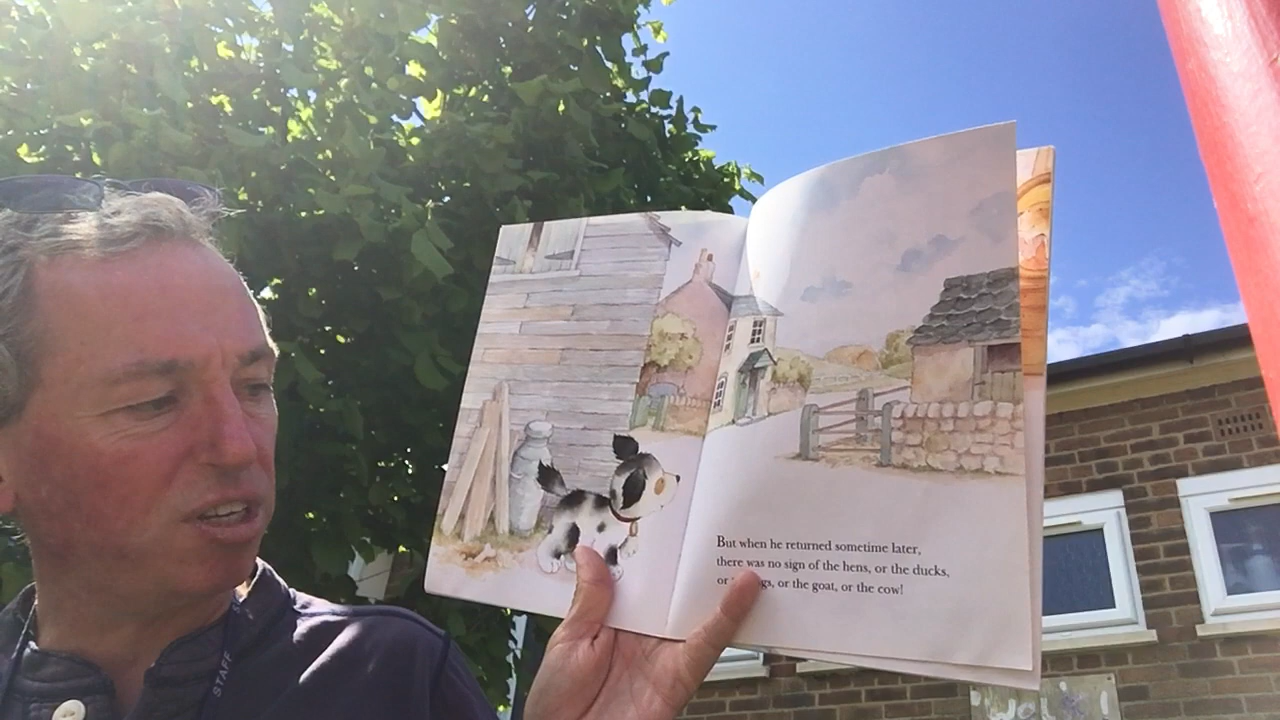 STAFF
But when he returned sometime later,
there was no sign of the hens, or the ducks,
or the goat, or the cow!